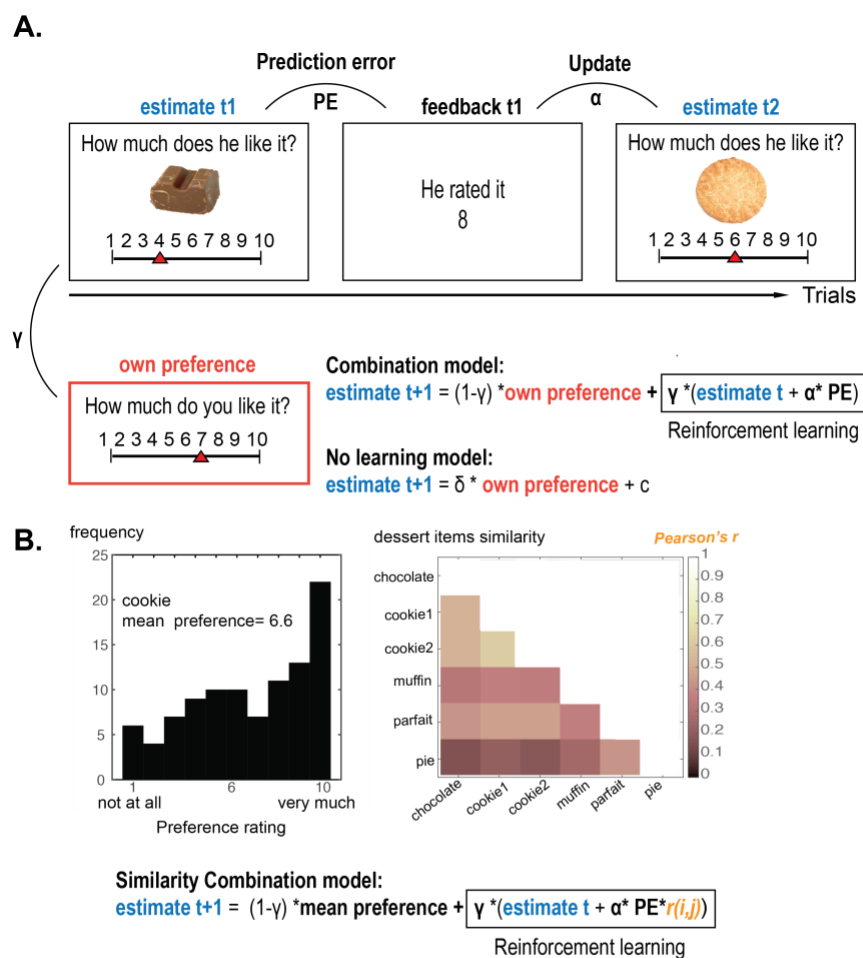 A.
Prediction error
Update
estimate t1
PE
feedback t1
α
estimate t2
How much does he like it?
He rated it
8
How much does he like it?
1 2 3 4 5 6 7 8 9 10
1 2 3 4 5 6 7 8 9 10
Trials
γ
own preference
How much do you like it?
1 2 3 4 5 6 7 8 9 10
Combination model:
estimate t+1 = (1-γ) *own preference + γ *(estimate t + α* PE)
Reinforcement learning
No learning model:
estimate t+1 = δ * own preference + c
B.
frequency
25
20
15
10
5
0
cookie
mean preference= 6.6
1
6
10
not at all
very much
Preference rating
dessert items similarity
Pearson's r
chocolate
cookie1
cookie2
muffin
parfait
pie
chocolate
cookie1
cookie2
muffin
parfait
pie
1
0.9
0.8
0.7
0.6
0.5
0.4
0.3
0.2
0.1
0
Similarity Combination model:
estimate t+1 = (1-γ) *mean preference + γ *(estimate t + α* PE*r(i,j))
Reinforcement learning